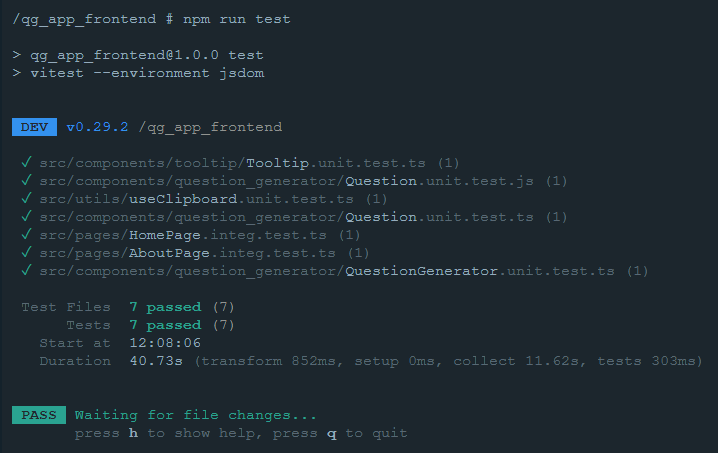 /qg_app_frontend # npm run test
> qg_app_frontend@1.0.0 test
> vitest --environment jsdom
DEV v0.29.2 /qg_app_frontend
✓ src/components/tooltip/Tooltip.unit.test.ts (1)
✓ src/components/question_generator/Question.unit.test.js (1)
✓ src/utils/useClipboard.unit.test.ts (1)
✓ src/components/question_generator/Question.unit.test.ts (1)
✓ src/pages/HomePage.integ.test.ts (1)
✓ src/pages/AboutPage.integ.test.ts (1)
✓ src/components/question_generator/QuestionGenerator.unit.test.ts (1)
Test Files 7 passed (7)
Tests 7 passed (7)
Start at 12:08:06
Duration 40.73s (transform 852ms, setup 0ms, collect 11.62s, tests 303ms)
PASS Waiting for file changes...
press h to show help, press q to quit